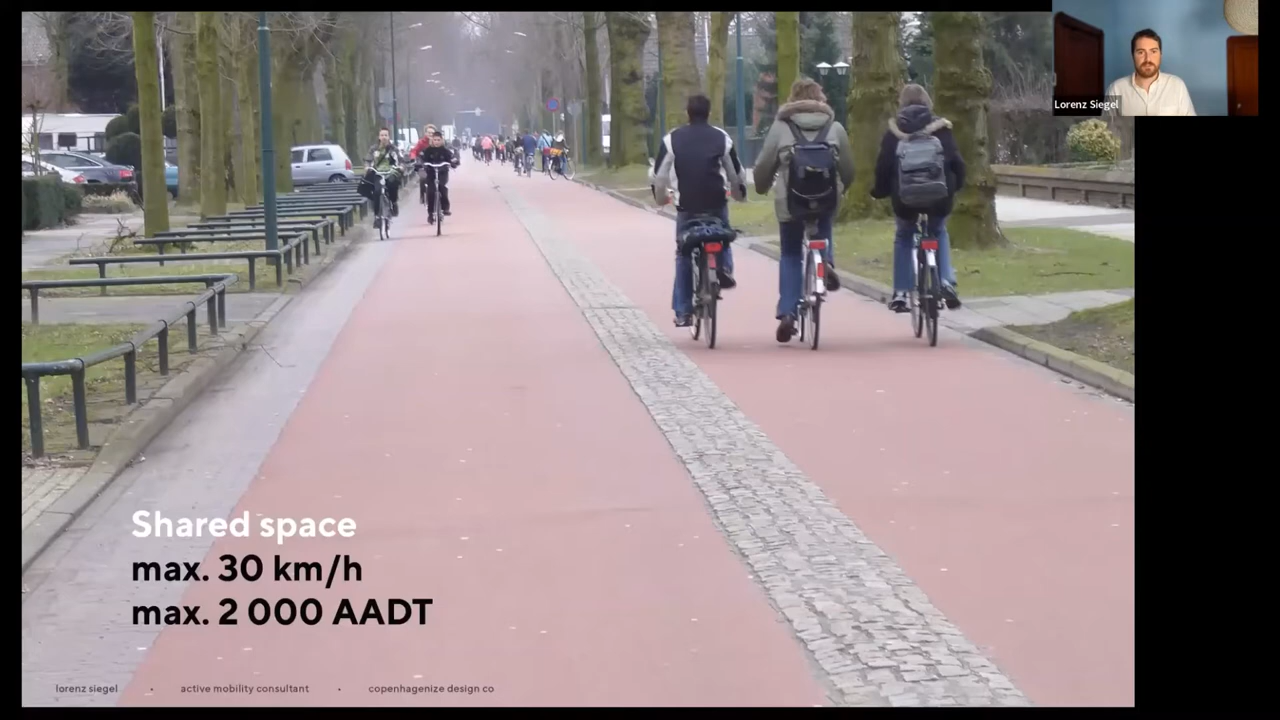 Lorenz Siegel
Shared space
max. 30 km/h
max. 2 000 AADT
lorenz siegel • active mobility consultant • copenhagenize design co